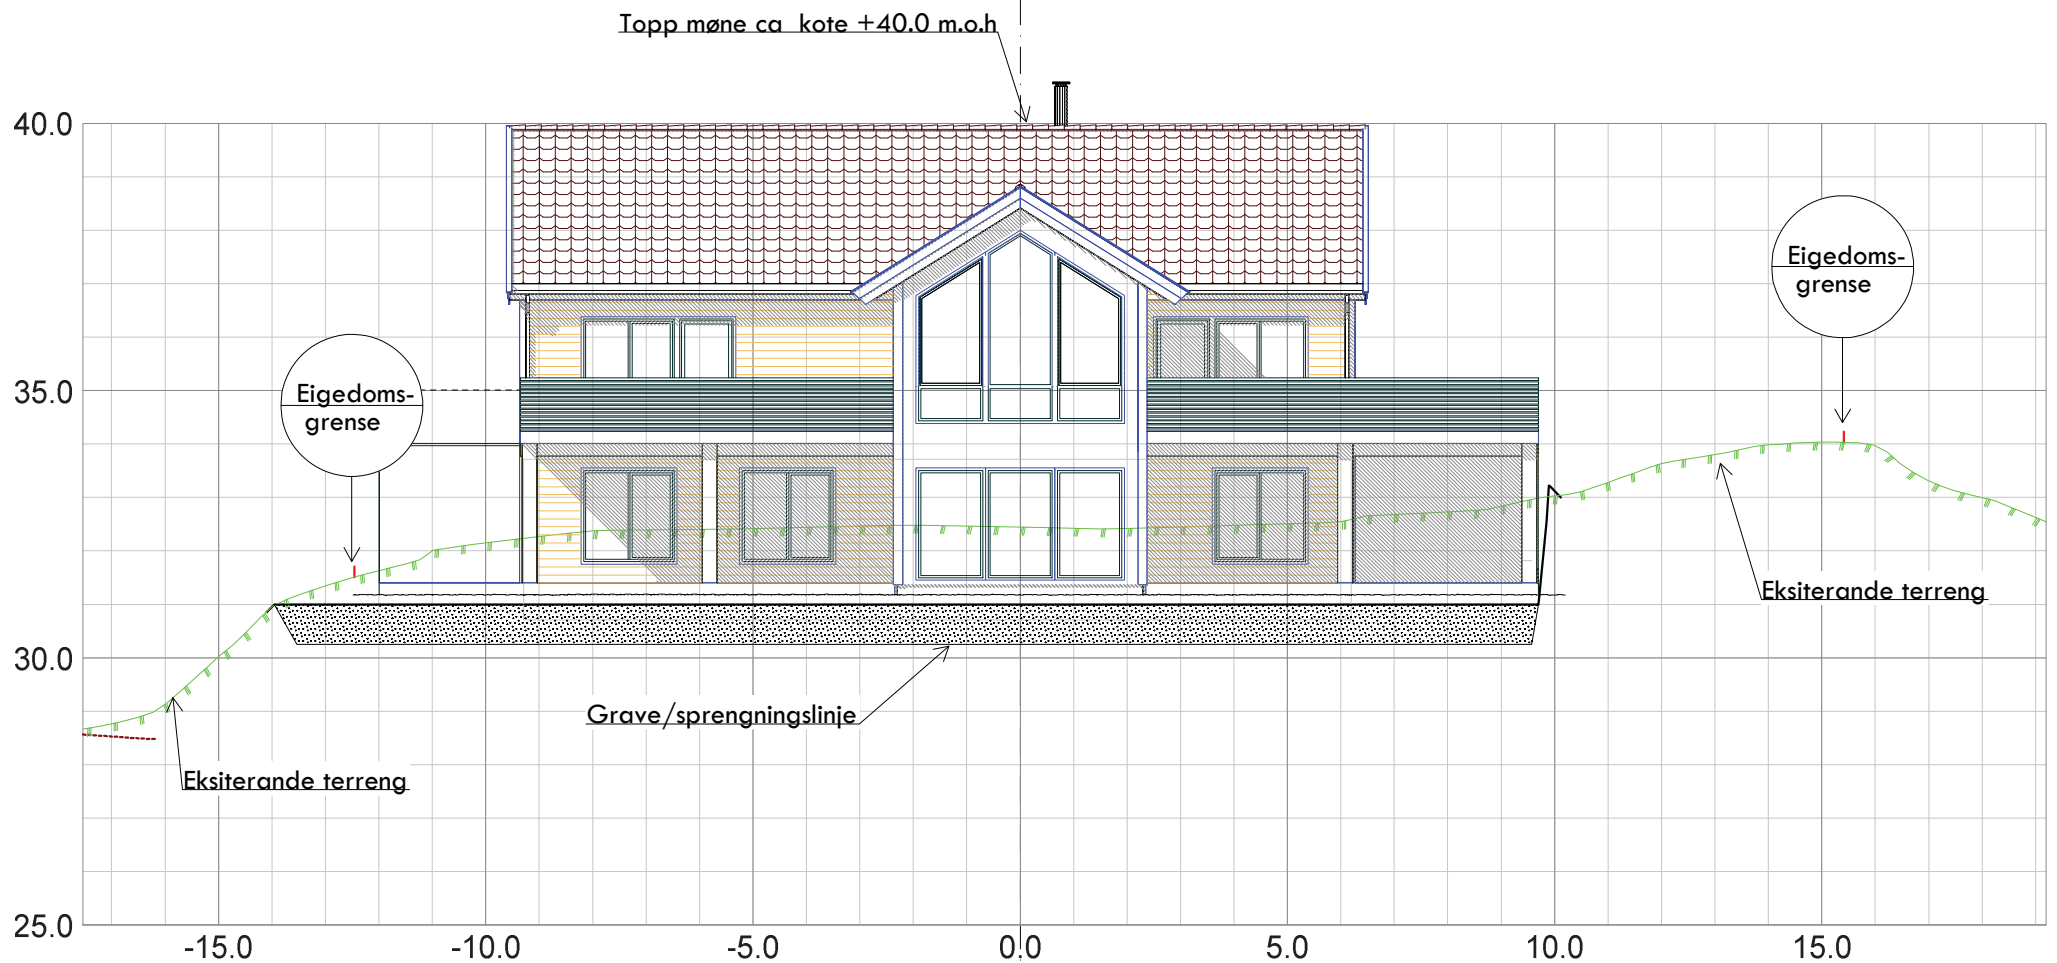 Topp møne ca kote +40.0 m.o.h
40.0
Eigedoms-
grense
Eigedoms-
grense
35.0
Eksiterande terreng
30.0
Grave/sprengningslinje
Eksiterande terreng
25.0
-15.0 -10.0 -5.0 0.0 5.0 10.0 15.0